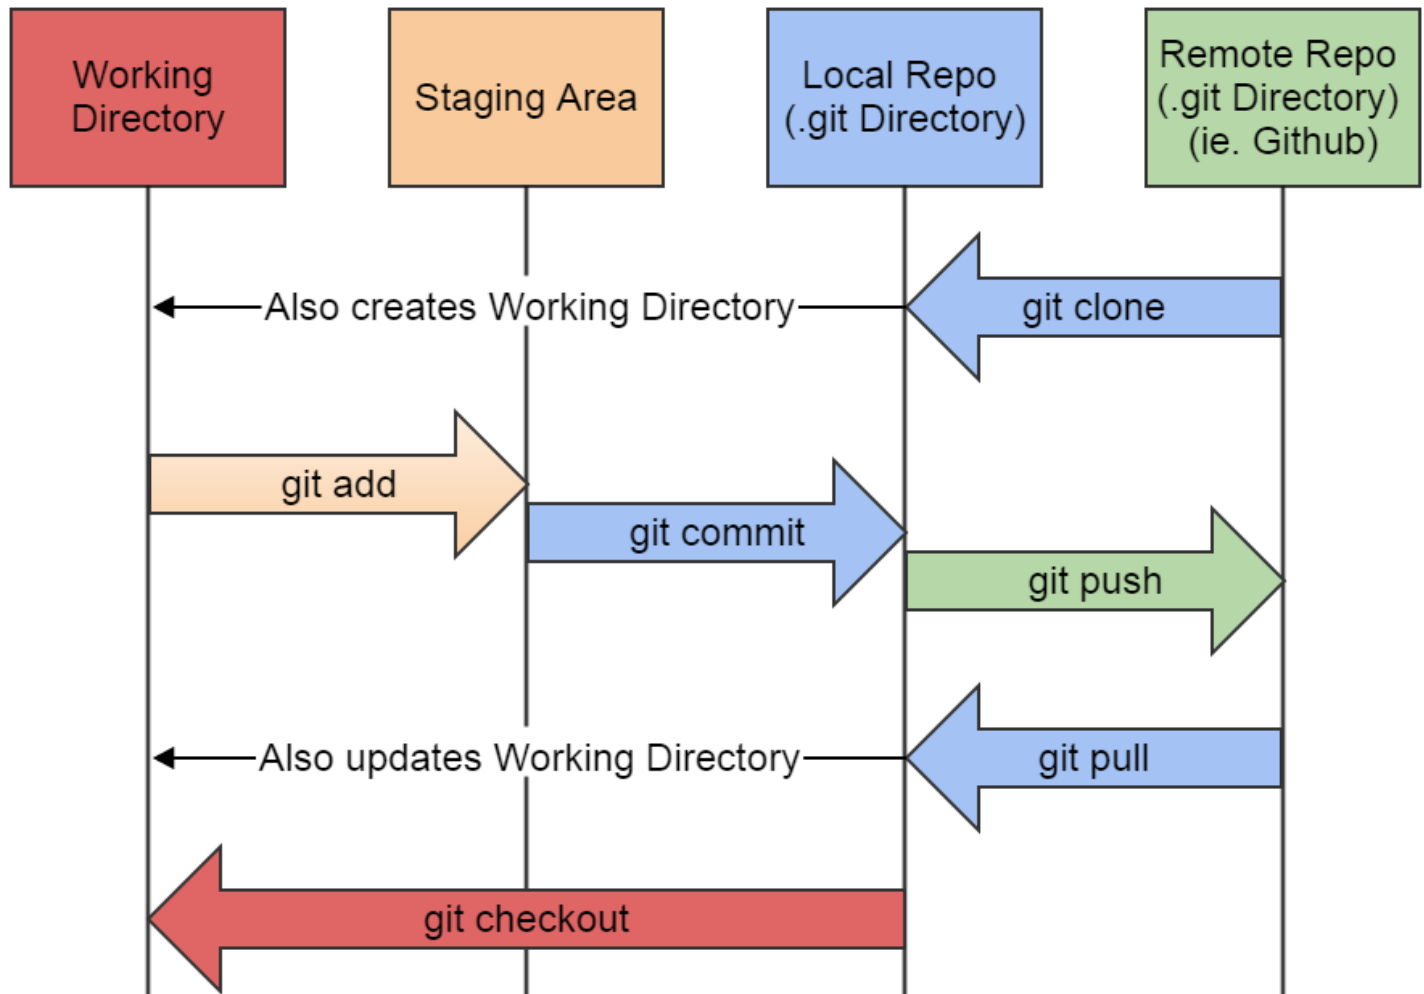 Working
Directory
Staging Area
Local Repo
(.git Directory)
Remote Repo
(.git Directory)
(ie. Github)
Also creates Working Directory
git clone
git add
git commit
git push
Also updates Working Directory
git pull
git checkout